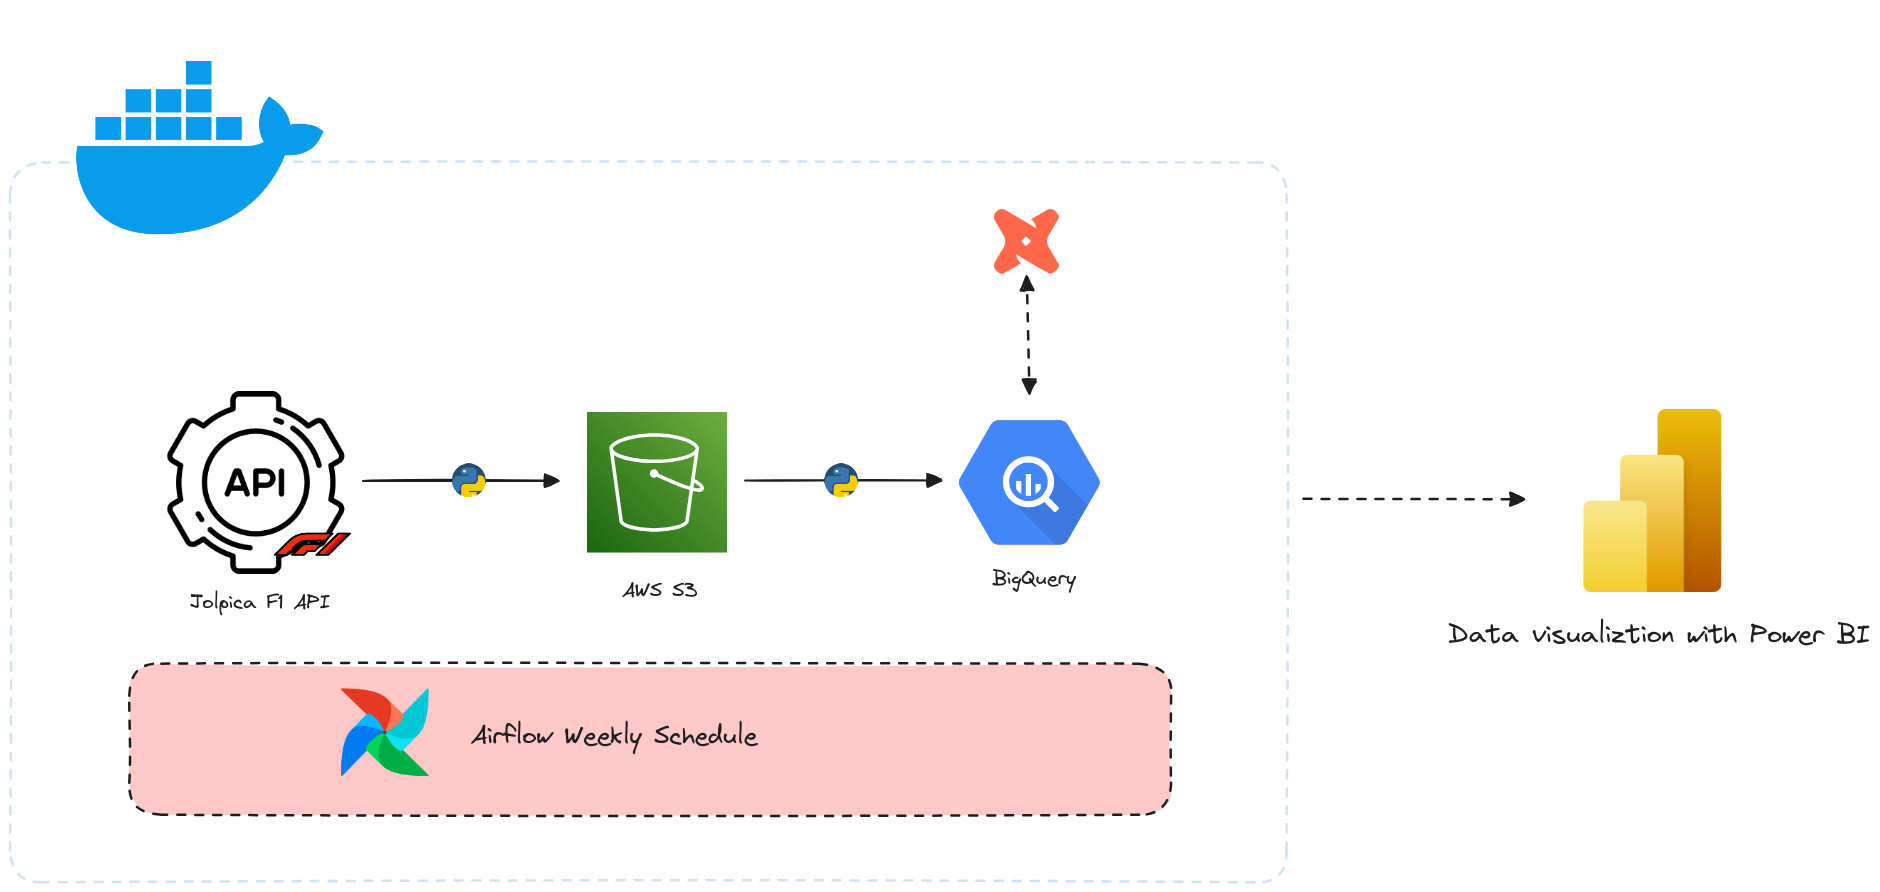 API
F1
Jolpica F1 API
AWS S3
BigQuery
Data visualiztion with Power BI
Airflow Weekly Schedule